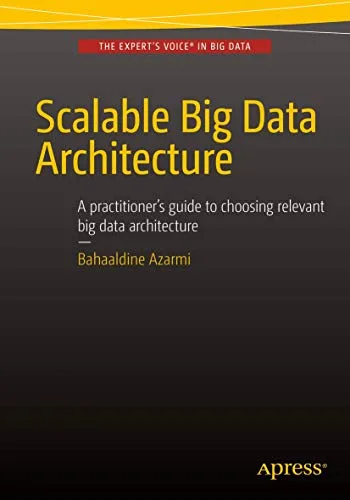 THE EXPERT'S VOICE® IN BIG DATA
Scalable Big Data
Architecture
A practitioner's guide to choosing relevant
big data architecture
—
Bahaaldine Azarmi
Apress®